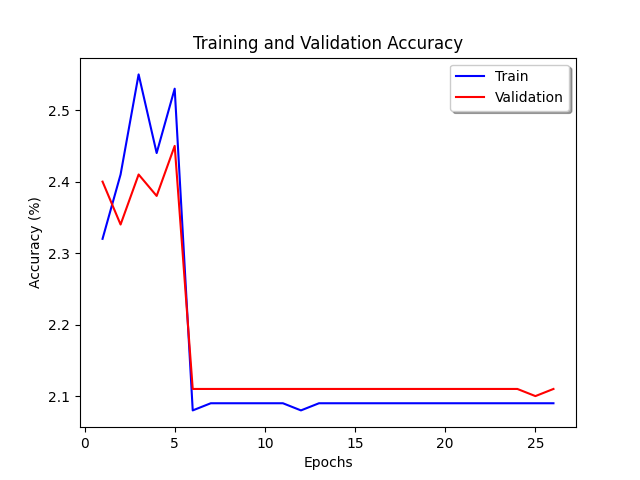 Training and Validation Accuracy
Train
Validation
Accuracy (%)
2.5
2.4
2.3
2.2
2.1
0 5 10 15 20 25
Epochs